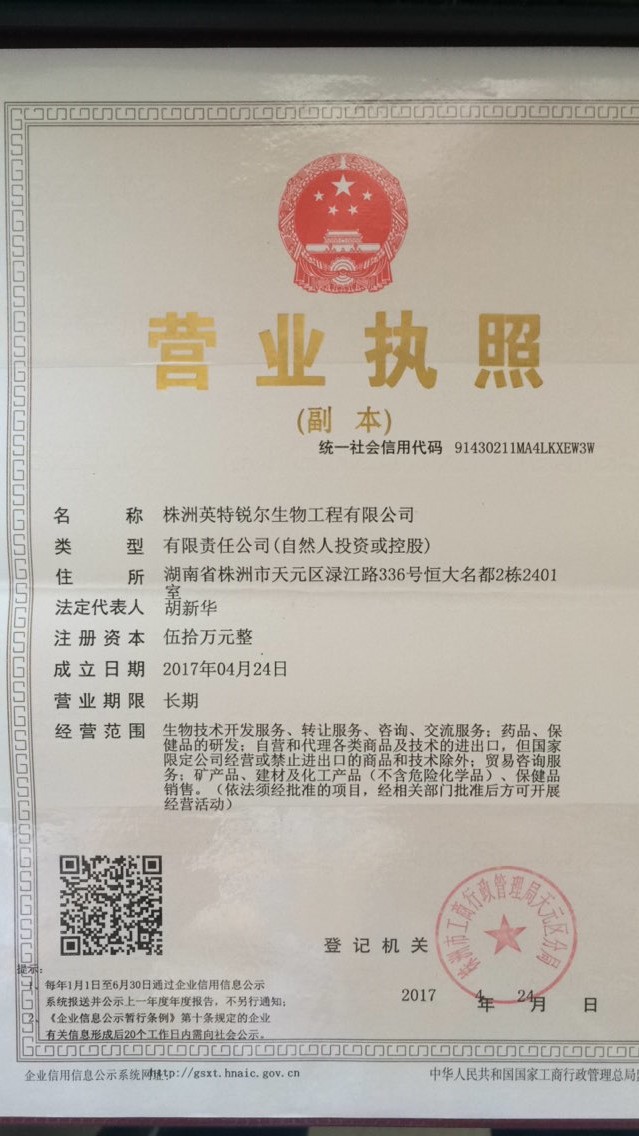 营业执照
(副 本)
统一社会信用代码 91430211MA4LKXEW3W
名 称 株洲英特锐尔生物工程有限公司
类 型 有限责任公司(自然人投资或控股)
住 所 湖南省株洲市天元区渌江路336号恒大名都2栋2401
室
法定代表人 胡新华
注册资本 伍拾万元整
成立日期 2017年04月24日
营业期限 长期
经营范围 生物技术开发服务、转让服务、咨询、交流服务；药品、保
健品的研发；自营和代理各类商品及技术的进出口，但国家
限定公司经营或禁止进出口的商品和技术除外；贸易咨询服
务；矿产品、建材及化工产品（不含危险化学品）、保健品
销售。（依法须经批准的项目，经相关部门批准后方可开展
经营活动）
株洲市工商行政管理局天元区分局
登记机关
2017 年 4 月 24 日
提示：
1、每年1月1日至6月30日通过企业信用信息公示
系统报送并公示上一年度年度报告，不另行通知；
2、《企业信息公示暂行条例》第十条规定的企业
有关信息形成后20个工作日内需向社会公示。
企业信用信息公示系统网址：http://gsxt.hnaic.gov.cn
中华人民共和国国家工商行政管理总局监